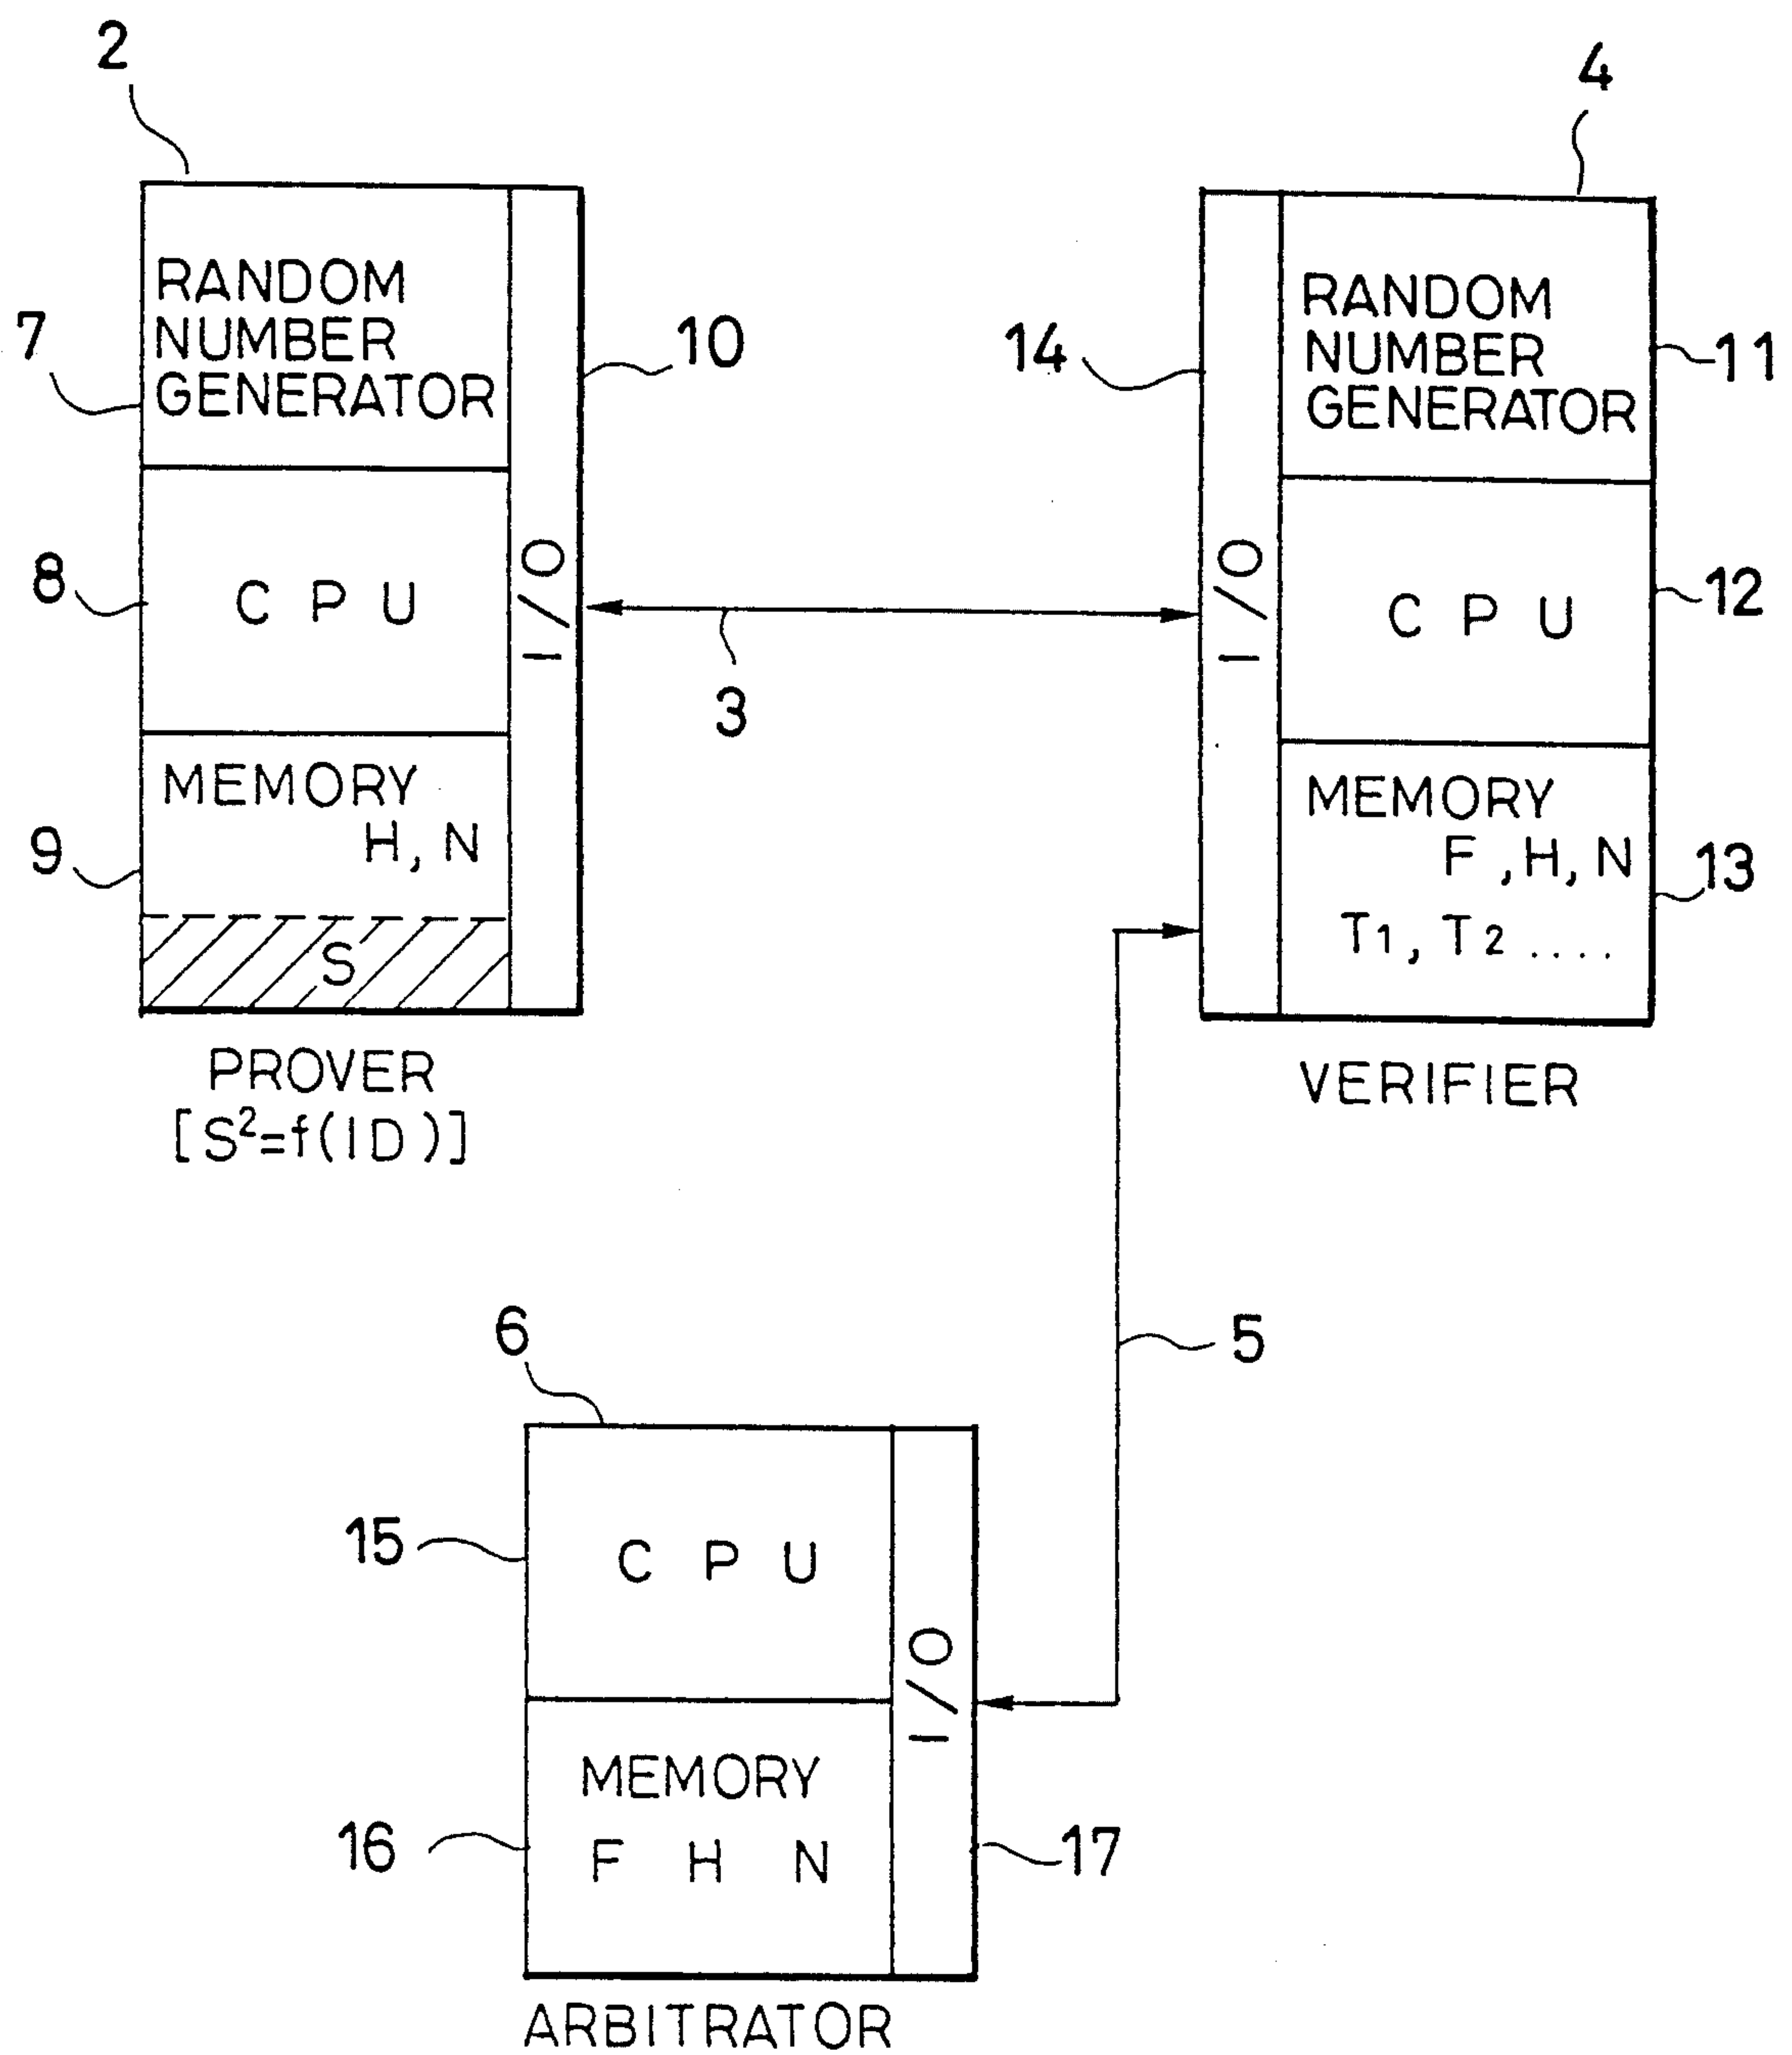 2
4
RANDOM
NUMBER
GENERATOR
7
10
I/O
C P U
8
MEMORY
H, N
9
S
PROVER
[S²=f(ID)]
3
14
I/O
RANDOM
NUMBER
GENERATOR
11
C P U
12
MEMORY
F ,H, N
T1, T2 ....
13
VERIFIER
5
6
C P U
15
I/O
MEMORY
F H N
16
17
ARBITRATOR